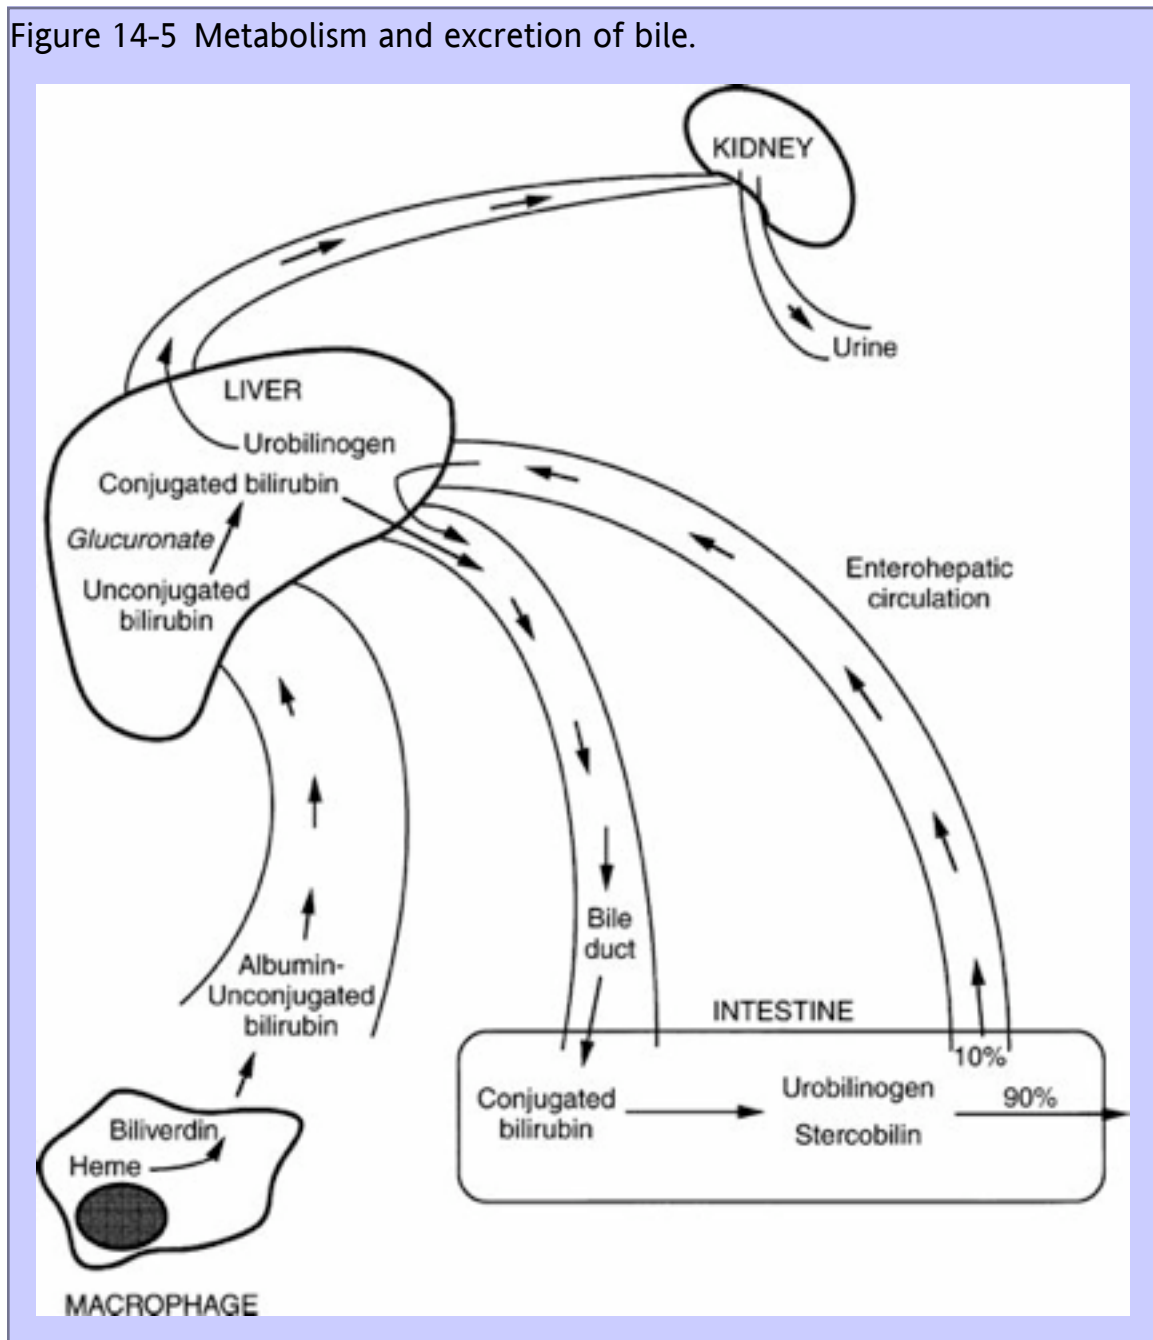 Figure 14-5 Metabolism and excretion of bile.
KIDNEY
Urine
LIVER
Urobilinogen
Conjugated bilirubin
Glucuronate
Unconjugated
bilirubin
Enterohepatic
circulation
Bile
duct
Albumin-
Unconjugated
bilirubin
INTESTINE
10%
Conjugated
bilirubin
Urobilinogen
Stercobilin
90%
Biliverdin
Heme
MACROPHAGE